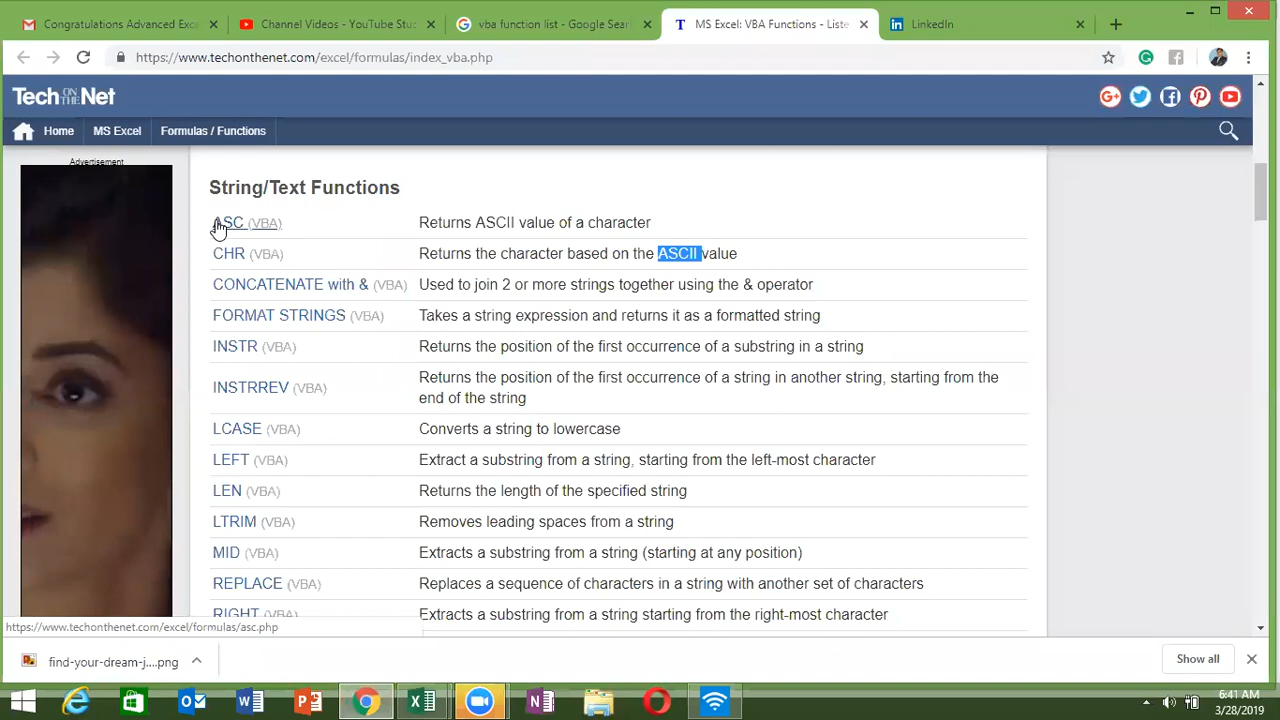 Congratulations Advanced Exce
Channel Videos - YouTube Stud
vba function list - Google Sear
MS Excel: VBA Functions - Liste
LinkedIn
https://www.techonthenet.com/excel/formulas/index_vba.php
Tech ON THE Net
Home
MS Excel
Formulas / Functions
Advertisement
String/Text Functions
ASC (VBA) Returns ASCII value of a character
CHR (VBA) Returns the character based on the ASCII value
CONCATENATE with & (VBA) Used to join 2 or more strings together using the & operator
FORMAT STRINGS (VBA) Takes a string expression and returns it as a formatted string
INSTR (VBA) Returns the position of the first occurrence of a substring in a string
INSTRREV (VBA) Returns the position of the first occurrence of a string in another string, starting from the
end of the string
LCASE (VBA) Converts a string to lowercase
LEFT (VBA) Extract a substring from a string, starting from the left-most character
LEN (VBA) Returns the length of the specified string
LTRIM (VBA) Removes leading spaces from a string
MID (VBA) Extracts a substring from a string (starting at any position)
REPLACE (VBA) Replaces a sequence of characters in a string with another set of characters
RIGHT (VBA) Extracts a substring from a string starting from the right-most character
https://www.techonthenet.com/excel/formulas/asc.php
find-your-dream-j....png
Show all
6:41 AM
3/28/2019